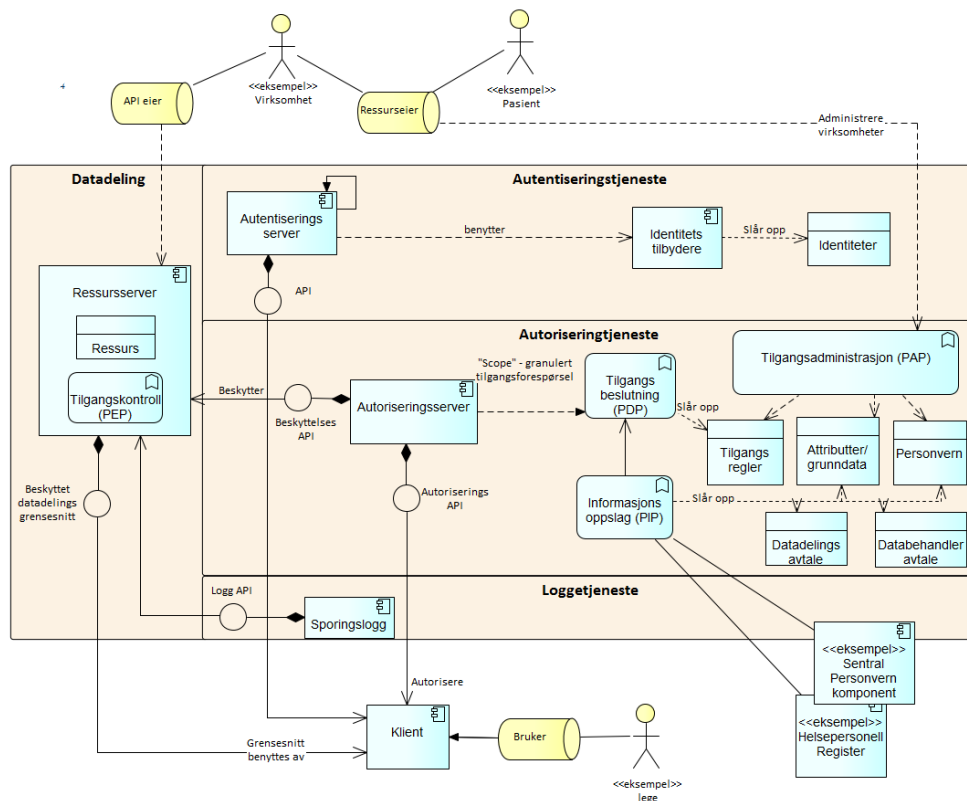 API eier
<<eksempel>>
Virksomhet
Ressurseier
<<eksempel>>
Pasient
Administrere
virksomheter
Datadeling
Autentiseringstjeneste
Autentiserings
server
benytter
Identitets
tilbydere
Slår opp
Identiteter
API
Ressursserver
Ressurs
Tilgangskontroll
(PEP)
Autoriseringtjeneste
Beskytter
Beskyttelses
API
Autoriseringsserver
"Scope" - granulert
tilgangsforespørsel
Tilgangs
beslutning
(PDP)
Slår opp
Tilgangsadministrasjon (PAP)
Tilgangs
regler
Attributter/
grunndata
Personvern
Beskyttet
datadelings
grensesnitt
Autoriserings
API
Informasjons
oppslag (PIP)
Slår opp
Datadelings
avtale
Databehandler
avtale
Loggetjeneste
Logg API
Sporingslogg
<<eksempel>>
Sentral
Personvern
komponent
<<eksempel>>
Helsepersonell
Register
Autorisere
Klient
Grensesnitt
benyttes av
Bruker
<<eksempel>>
lege